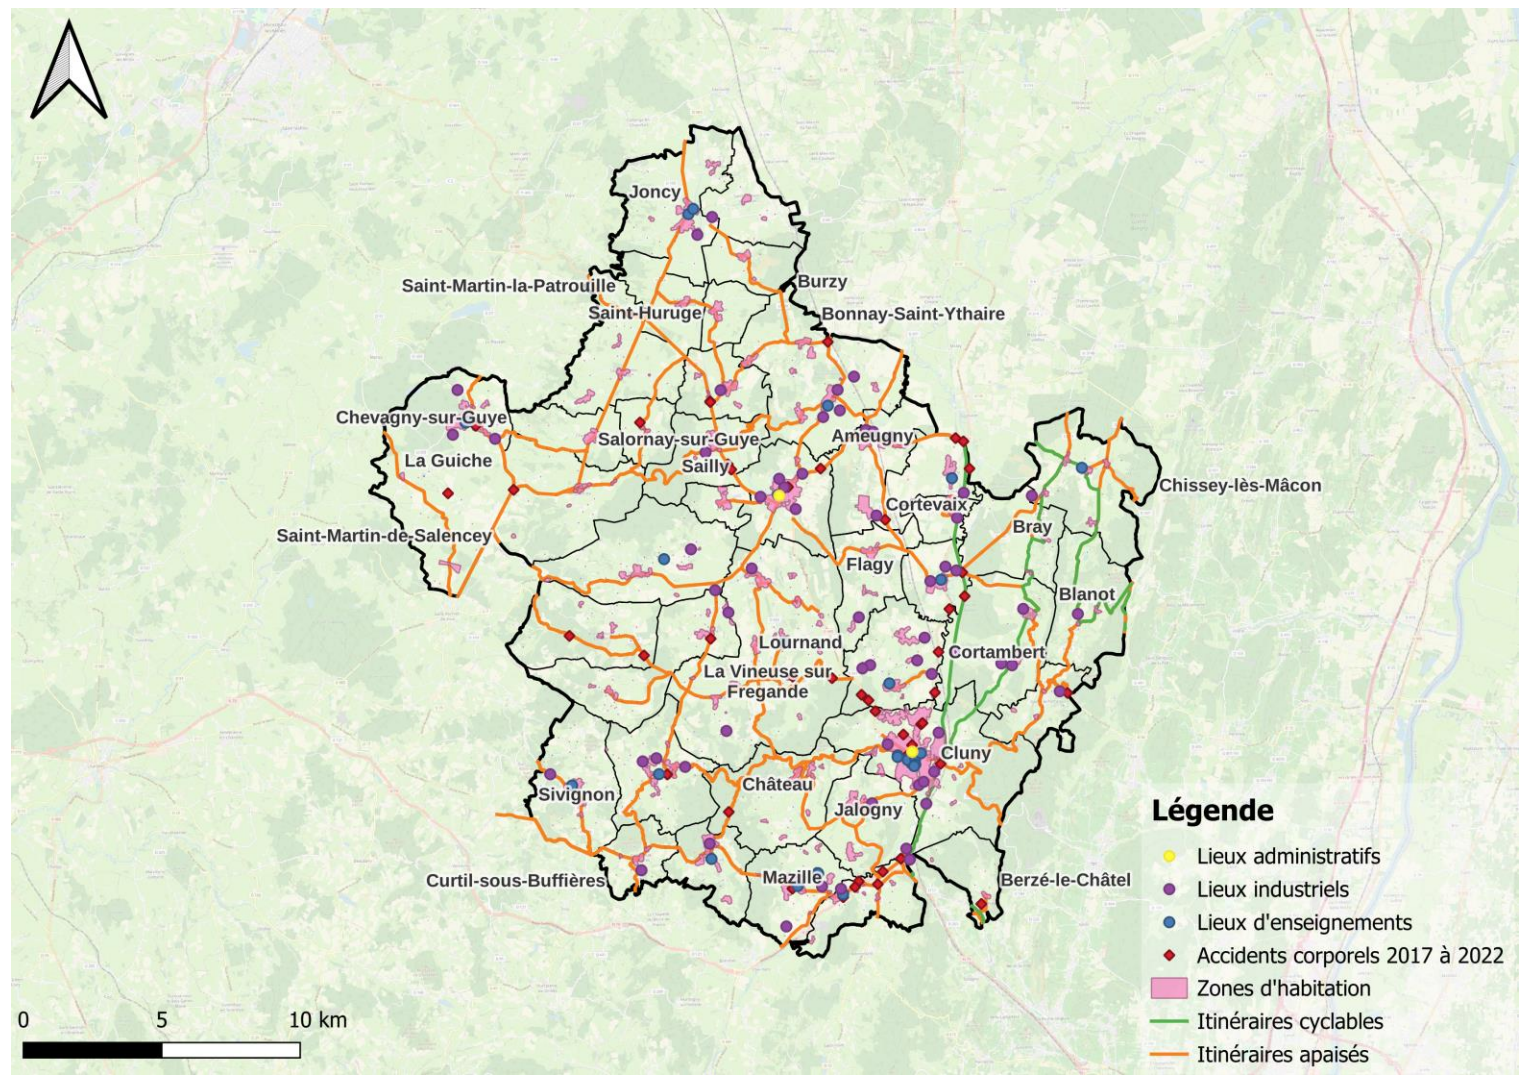 Joncy
Saint-Martin-la-Patrouille
Burzy
Saint-Huruge
Bonnay-Saint-Ythaire
Chevagny-sur-Guye
Salornay-sur-Guye
Ameugny
La Guiche
Sailly
Chissey-lès-Mâcon
Cortevaix
Bray
Saint-Martin-de-Salencey
Flagy
Blanot
Lournand
Cortambert
La Vineuse sur
Fregande
Cluny
Château
Sivignon
Jalogny
Mazille
Curtil-sous-Buffières
Berzé-le-Châtel
Légende
Lieux administratifs
Lieux industriels
Lieux d'enseignements
Accidents corporels 2017 à 2022
Zones d'habitation
Itinéraires cyclables
Itinéraires apaisés
0 5 10 km